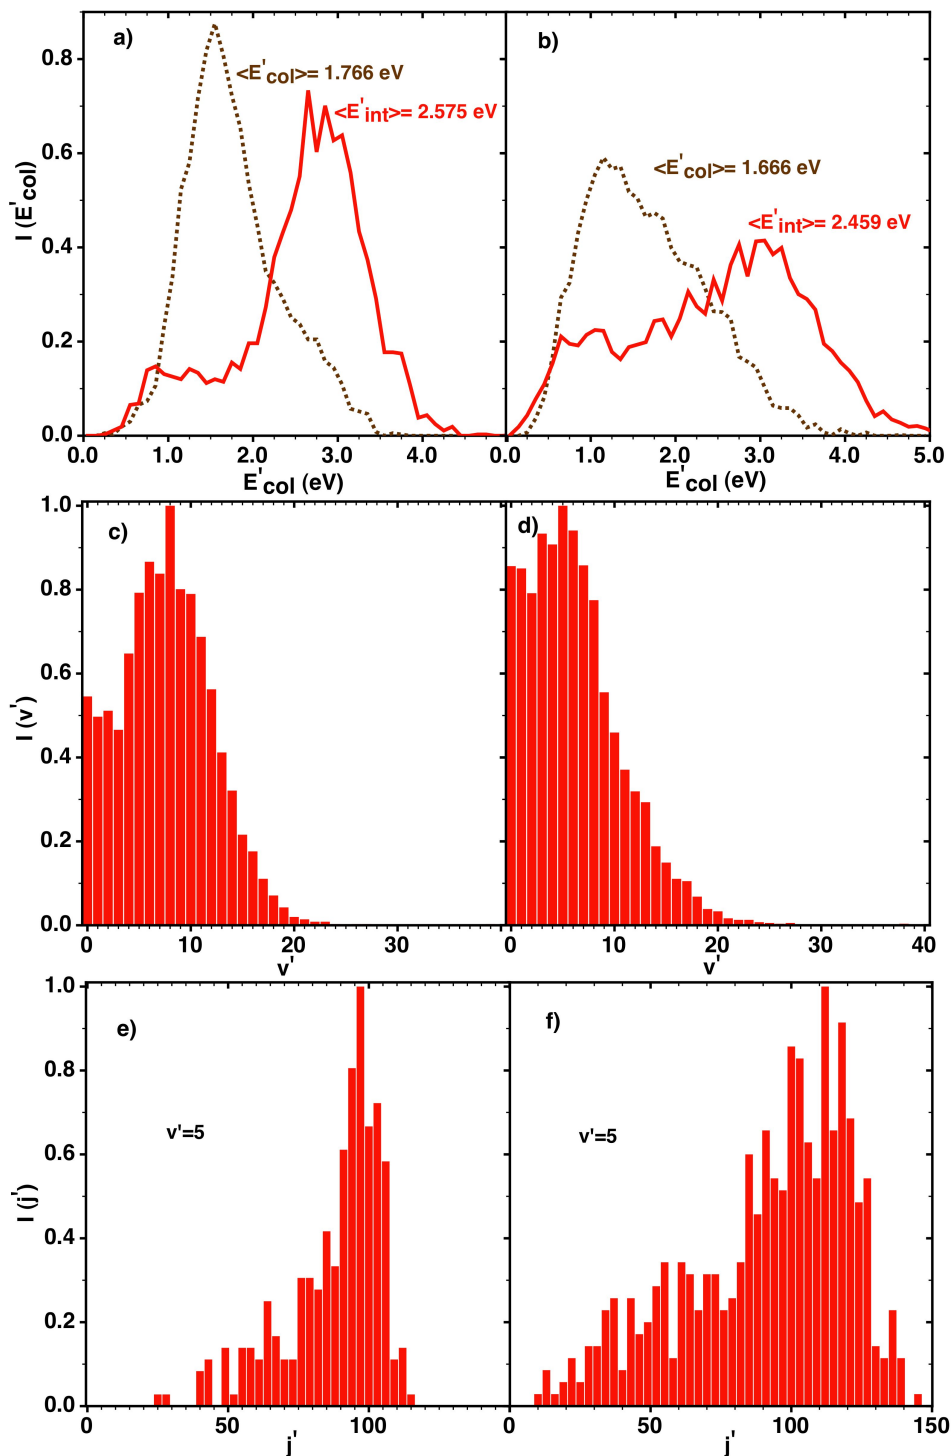 a)
<E'col>= 1.766 eV
<E'int>= 2.575 eV
I (E'col)
0.8
0.6
0.4
0.2
0.0
0.0 1.0 2.0 3.0 4.0
E'col (eV)
b)
<E'col>= 1.666 eV
<E'int>= 2.459 eV
0.0 1.0 2.0 3.0 4.0 5.0
E'col (eV)
c)
I (v')
1.0
0.8
0.6
0.4
0.2
0.0
0 10 20 30
v'
d)
0 10 20 30 40
v'
e)
v'=5
I (j')
1.0
0.8
0.6
0.4
0.2
0.0
0 50 100
j'
f)
v'=5
0 50 100 150
j'